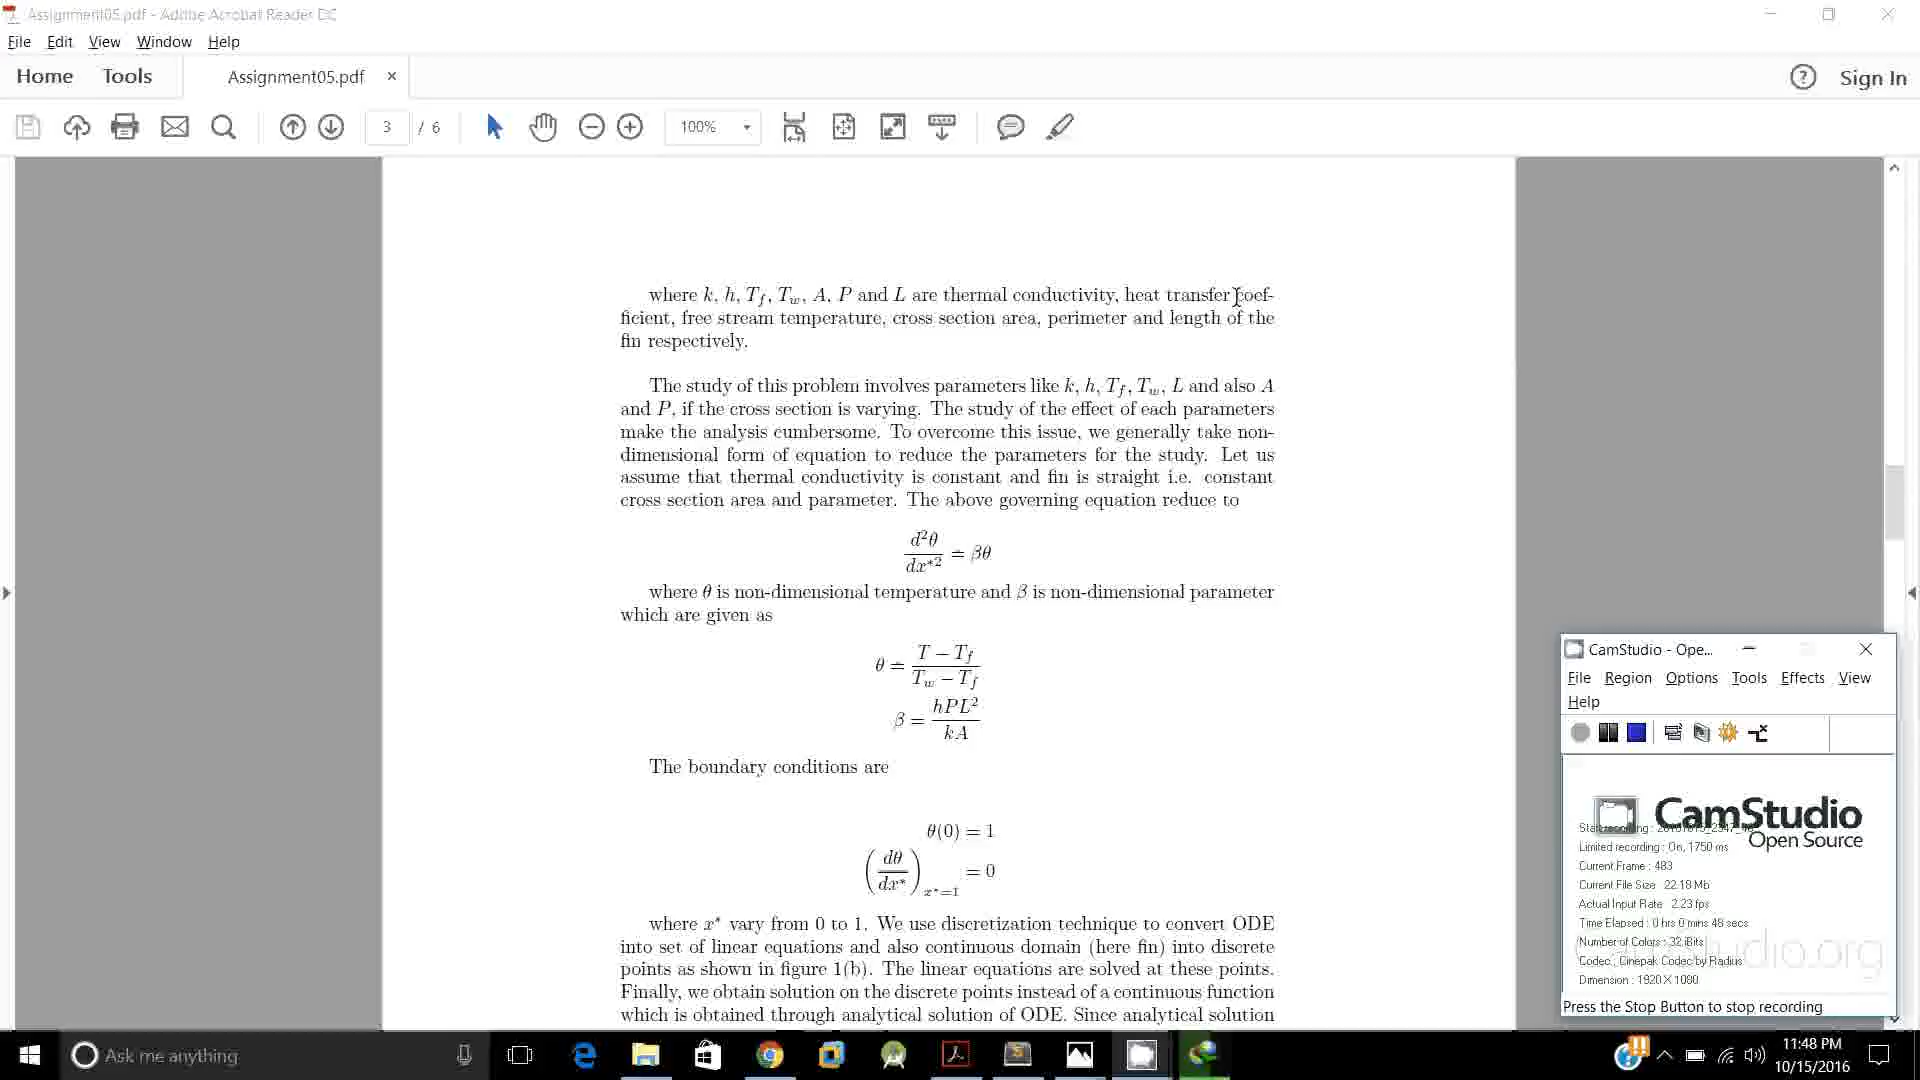 Assignment05.pdf - Adobe Acrobat Reader DC
File Edit View Window Help
Home Tools Assignment05.pdf × ? Sign In
3 / 6 100%
where k, h, T_f, T_w, A, P and L are thermal conductivity, heat transfer coef-
ficient, free stream temperature, cross section area, perimeter and length of the
fin respectively.
The study of this problem involves parameters like k, h, T_f, T_w, L and also A
and P, if the cross section is varying. The study of the effect of each parameters
make the analysis cumbersome. To overcome this issue, we generally take non-
dimensional form of equation to reduce the parameters for the study. Let us
assume that thermal conductivity is constant and fin is straight i.e. constant
cross section area and parameter. The above governing equation reduce to
d²θ/dx*² = βθ
where θ is non-dimensional temperature and β is non-dimensional parameter
which are given as
θ = (T − T_f)/(T_w − T_f)
β = hPL²/kA
The boundary conditions are
θ(0) = 1
(dθ/dx*)_{x*=1} = 0
where x* vary from 0 to 1. We use discretization technique to convert ODE
into set of linear equations and also continuous domain (here fin) into discrete
points as shown in figure 1(b). The linear equations are solved at these points.
Finally, we obtain solution on the discrete points instead of a continuous function
which is obtained through analytical solution of ODE. Since analytical solution
CamStudio - Ope...
File Region Options Tools Effects View
Help
CamStudio
Open Source
Start recording :
Limited recording : On, 1750 ms
Current Frame : 483
Current File Size 22.18 Mb
Actual Input Rate 2.23 fps
Time Elapsed : 0 hrs 0 mins 48 secs
Number of Colors : 32 Bits
Codec : Cinepak Codec by Radius
Dimension : 1920 X 1080
Press the Stop Button to stop recording
Ask me anything
11:48 PM
10/15/2016